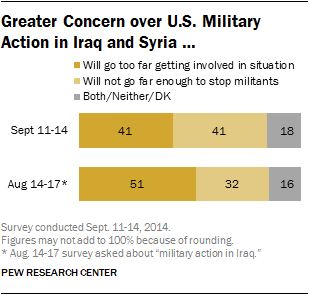 Greater Concern over U.S. Military
Action in Iraq and Syria ...
Will go too far getting involved in situation
Will not go far enough to stop militants
Both/Neither/DK
Sept 11-14 41 41 18
Aug 14-17* 51 32 16
Survey conducted Sept. 11-14, 2014.
Figures may not add to 100% because of rounding.
* Aug. 14-17 survey asked about “military action in Iraq.”
PEW RESEARCH CENTER